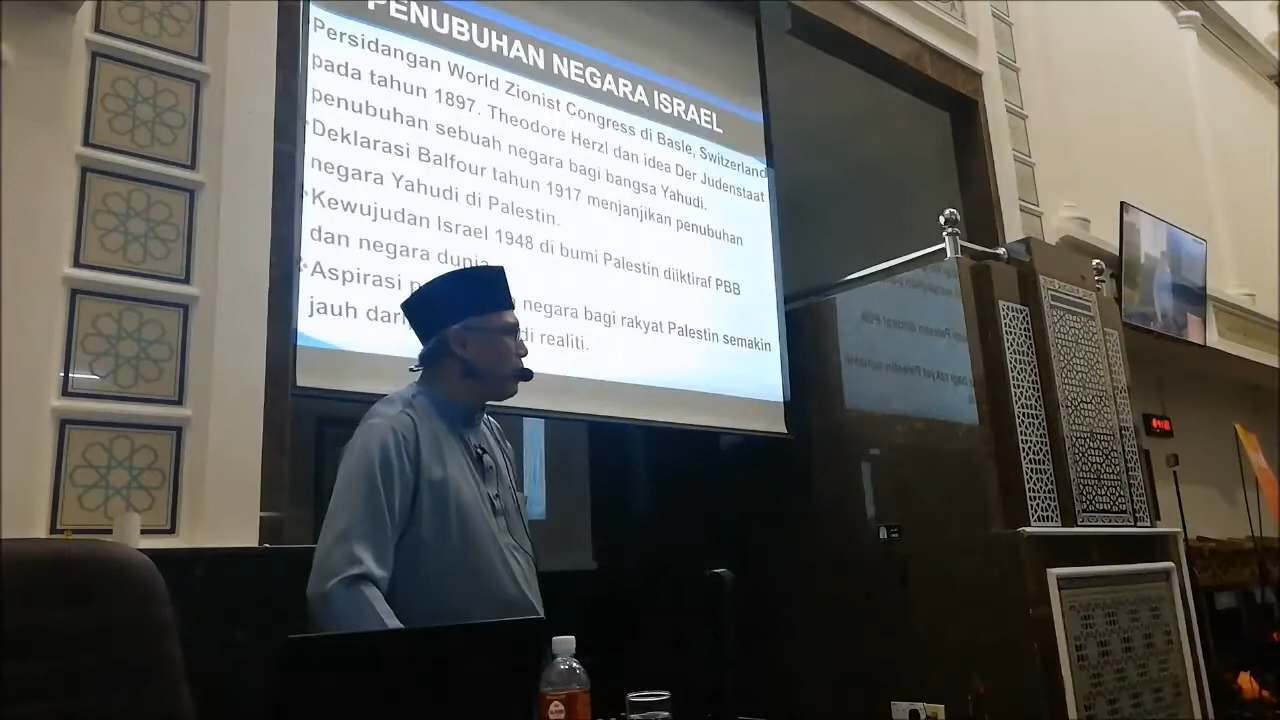 PENUBUHAN NEGARA ISRAEL
Persidangan World Zionist Congress di Basle, Switzerland
pada tahun 1897. Theodore Herzl dan idea Der Judenstaat
penubuhan sebuah negara bagi bangsa Yahudi.
Deklarasi Balfour tahun 1917 menjanjikan penubuhan
negara Yahudi di Palestin.
Kewujudan Israel 1948 di bumi Palestin diiktiraf PBB
dan negara dunia
Aspirasi negara bagi rakyat Palestin semakin
jauh dari di realiti.